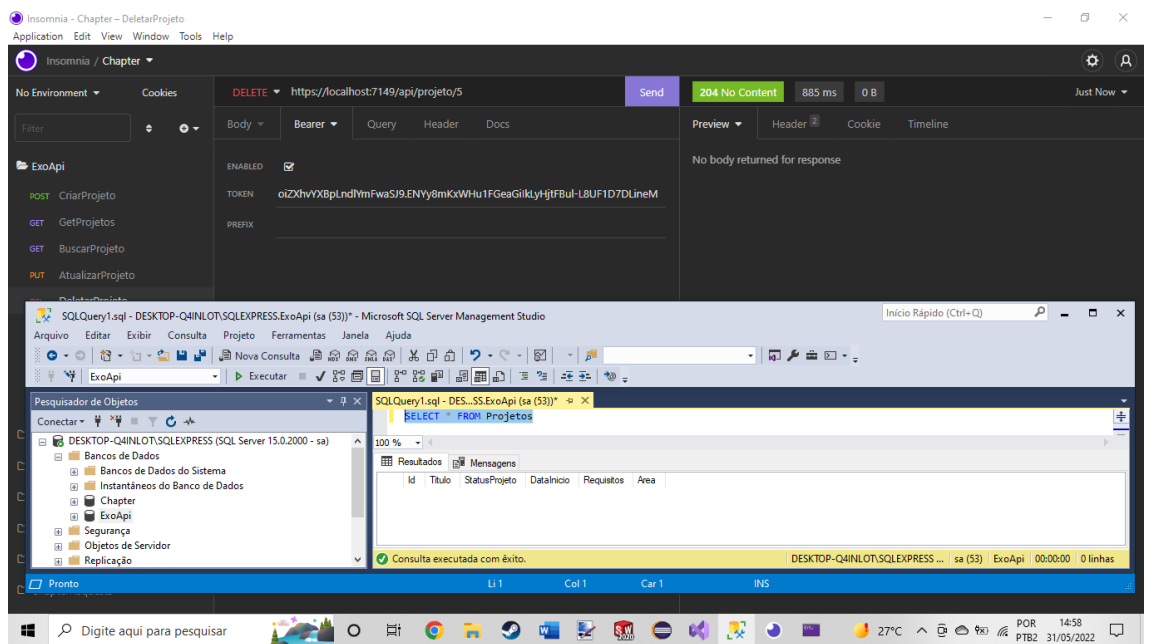 Insomnia - Chapter – DeletarProjeto
Application Edit View Window Tools Help
Insomnia / Chapter
No Environment Cookies
DELETE https://localhost:7149/api/projeto/5 Send
204 No Content 885 ms 0 B Just Now
Filter
Body Bearer Query Header Docs
Preview Header 2 Cookie Timeline
ExoApi
ENABLED
No body returned for response
POST CriarProjeto
TOKEN oiZXhvYXBpLndlYmFwaSJ9.ENYy8mKxWHu1FGeaGiIkLyHjtFBul-L8UF1D7DLineM
GET GetProjetos
PREFIX
GET BuscarProjeto
PUT AtualizarProjeto
DeletarProjeto
SQLQuery1.sql - DESKTOP-Q4INLOT\SQLEXPRESS.ExoApi (sa (53))* - Microsoft SQL Server Management Studio
Início Rápido (Ctrl+Q)
Arquivo Editar Exibir Consulta Projeto Ferramentas Janela Ajuda
Nova Consulta
ExoApi Executar
Pesquisador de Objetos
SQLQuery1.sql - DES...SS.ExoApi (sa (53))*
Conectar
SELECT * FROM Projetos
DESKTOP-Q4INLOT\SQLEXPRESS (SQL Server 15.0.2000 - sa)
100 %
Bancos de Dados
Resultados Mensagens
Bancos de Dados do Sistema
Id Titulo StatusProjeto DataInicio Requisitos Area
Instantâneos do Banco de Dados
Chapter
ExoApi
Segurança
Objetos de Servidor
Replicação
Consulta executada com êxito.
DESKTOP-Q4INLOT\SQLEXPRESS ... sa (53) ExoApi 00:00:00 0 linhas
Pronto Li 1 Col 1 Car 1 INS
Digite aqui para pesquisar
27°C
POR
PTB2
14:58
31/05/2022